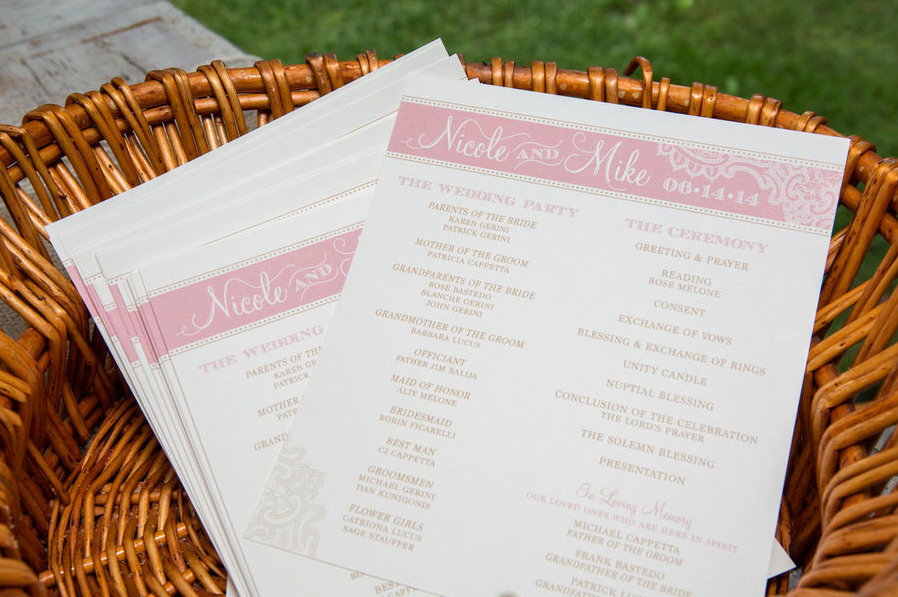 Nicole AND Mike
06•14•14
THE WEDDING PARTY
PARENTS OF THE BRIDE
KAREN GERINI
PATRICK GERINI
MOTHER OF THE GROOM
PATRICIA CAPPETTA
GRANDPARENTS OF THE BRIDE
ROSE BASTEDO
BLANCHE GERINI
JOHN GERINI
GRANDMOTHER OF THE GROOM
BARBARA LUCUS
OFFICIANT
FATHER JIM BALIJA
MAID OF HONOR
ALIY MELONE
BRIDESMAID
ROBIN FICARELLI
BEST MAN
CJ CAPPETTA
GROOMSMEN
MICHAEL GERINI
DAN KUNIGONIS
FLOWER GIRLS
CATRIONA LUCUS
SAGE STAUFFER
THE CEREMONY
GREETING & PRAYER
READING
ROSE MELONE
CONSENT
EXCHANGE OF VOWS
BLESSING & EXCHANGE OF RINGS
UNITY CANDLE
NUPTIAL BLESSING
CONCLUSION OF THE CELEBRATION
THE LORD'S PRAYER
THE SOLEMN BLESSING
PRESENTATION
In Loving Memory
OUR LOVED ONES WHO ARE HERE IN SPIRIT
MICHAEL CAPPETTA
FATHER OF THE GROOM
FRANK BASTEDO
GRANDFATHER OF THE BRIDE
GRANDFATHER OF THE
Nicole AND
THE WEDDING
PARENTS OF
KAREN G
PATRICK
MOTHER
PATR
GRAND